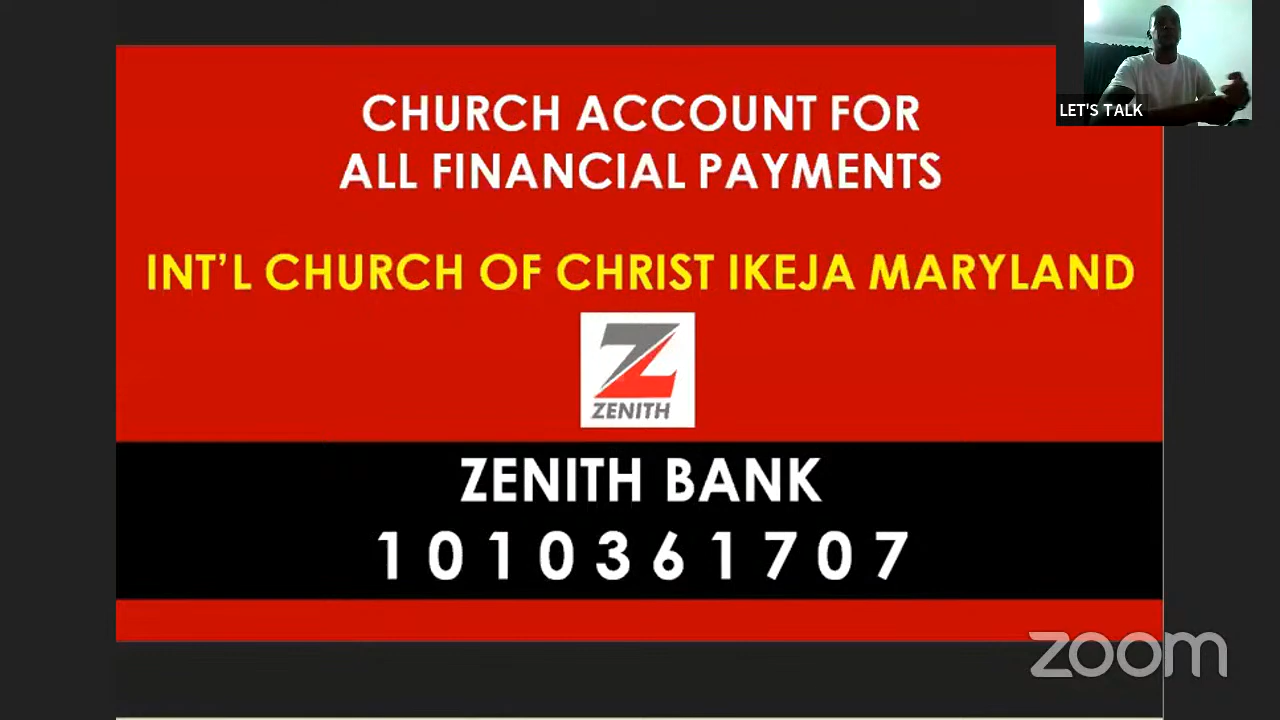 LET'S TALK
CHURCH ACCOUNT FOR
ALL FINANCIAL PAYMENTS
INT'L CHURCH OF CHRIST IKEJA MARYLAND
ZENITH
ZENITH BANK
1 0 1 0 3 6 1 7 0 7
zoom